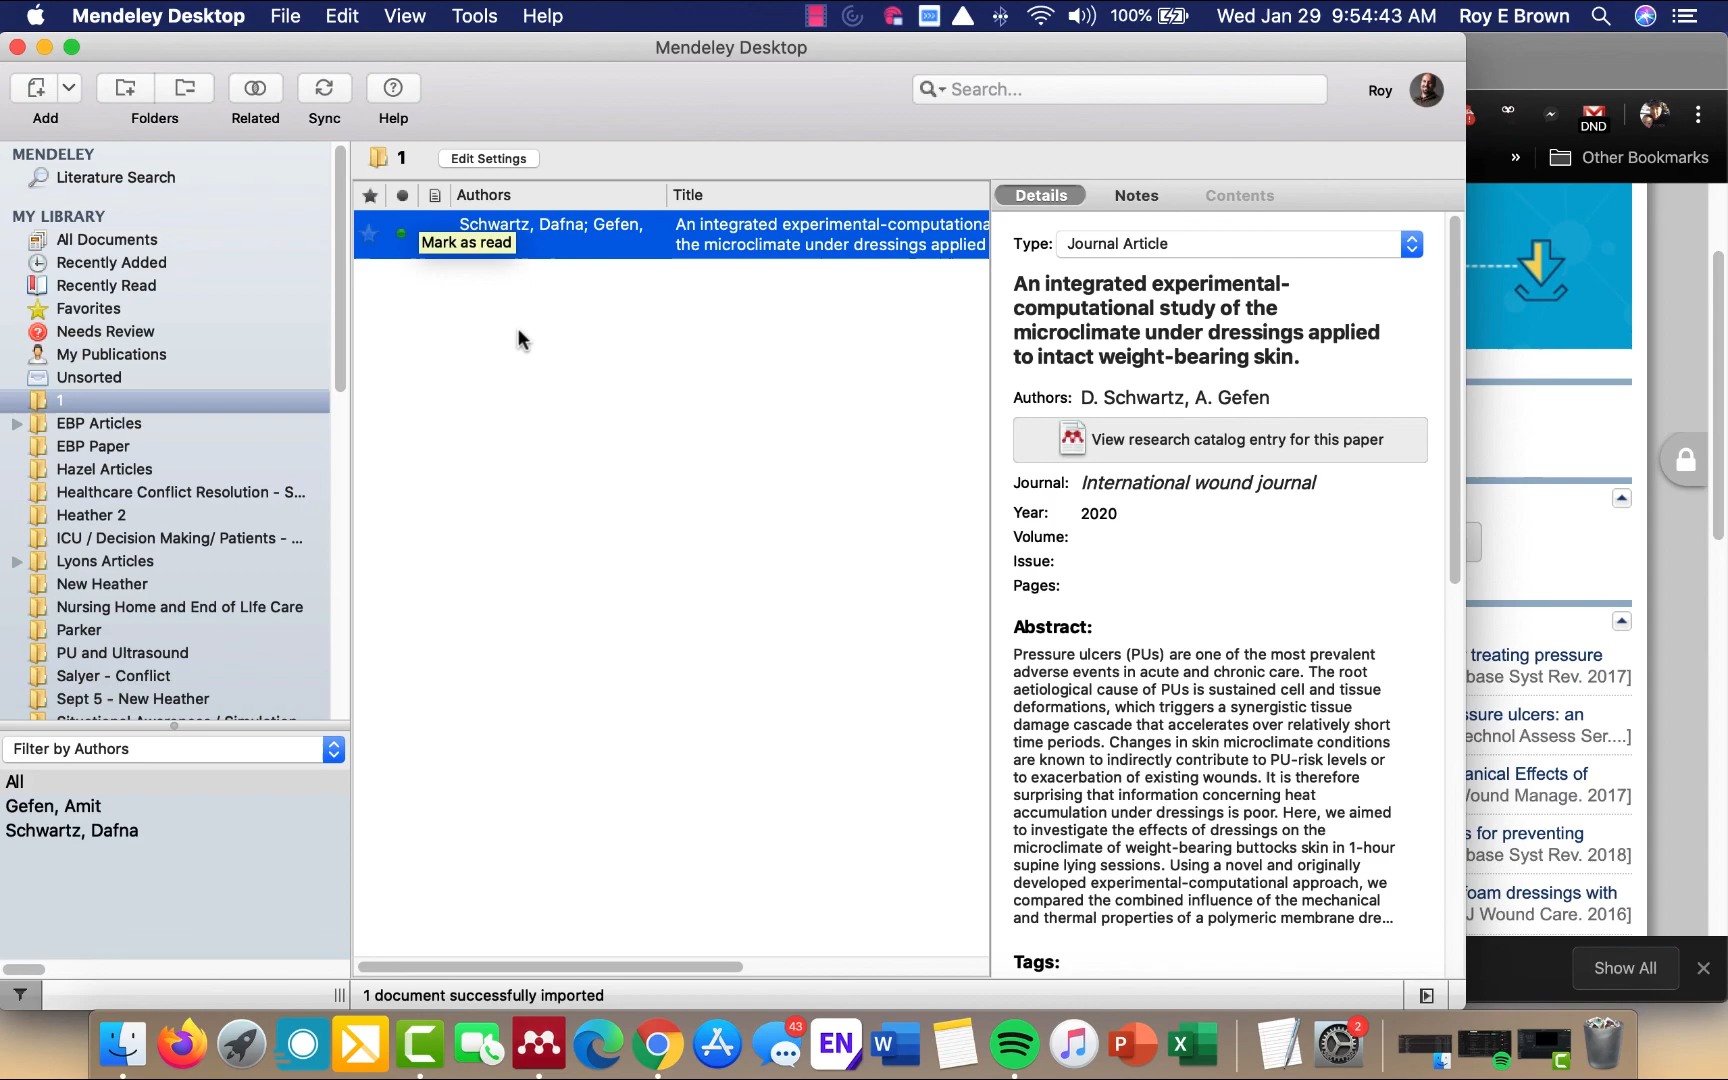 Mendeley Desktop File Edit View Tools Help 100% Wed Jan 29 9:54:43 AM Roy E Brown
Mendeley Desktop
Search... Roy
Add Folders Related Sync Help
DND
Other Bookmarks
MENDELEY
Literature Search
MY LIBRARY
All Documents
Recently Added
Recently Read
Favorites
Needs Review
My Publications
Unsorted
1
EBP Articles
EBP Paper
Hazel Articles
Healthcare Conflict Resolution - S...
Heather 2
ICU / Decision Making/ Patients - ...
Lyons Articles
New Heather
Nursing Home and End of LIfe Care
Parker
PU and Ultrasound
Salyer - Conflict
Sept 5 - New Heather
Filter by Authors
All
Gefen, Amit
Schwartz, Dafna
1 Edit Settings
Authors Title
Schwartz, Dafna; Gefen, An integrated experimental-computationa
Mark as read the microclimate under dressings applied
1 document successfully imported
Details Notes Contents
Type: Journal Article
An integrated experimental-
computational study of the
microclimate under dressings applied
to intact weight-bearing skin.
Authors: D. Schwartz, A. Gefen
View research catalog entry for this paper
Journal: International wound journal
Year: 2020
Volume:
Issue:
Pages:
Abstract:
Pressure ulcers (PUs) are one of the most prevalent
adverse events in acute and chronic care. The root
aetiological cause of PUs is sustained cell and tissue
deformations, which triggers a synergistic tissue
damage cascade that accelerates over relatively short
time periods. Changes in skin microclimate conditions
are known to indirectly contribute to PU-risk levels or
to exacerbation of existing wounds. It is therefore
surprising that information concerning heat
accumulation under dressings is poor. Here, we aimed
to investigate the effects of dressings on the
microclimate of weight-bearing buttocks skin in 1-hour
supine lying sessions. Using a novel and originally
developed experimental-computational approach, we
compared the combined influence of the mechanical
and thermal properties of a polymeric membrane dre...
Tags:
treating pressure
base Syst Rev. 2017]
ssure ulcers: an
echnol Assess Ser....]
anical Effects of
Wound Manage. 2017]
s for preventing
base Syst Rev. 2018]
foam dressings with
J Wound Care. 2016]
Show All
43 EN W P X 2